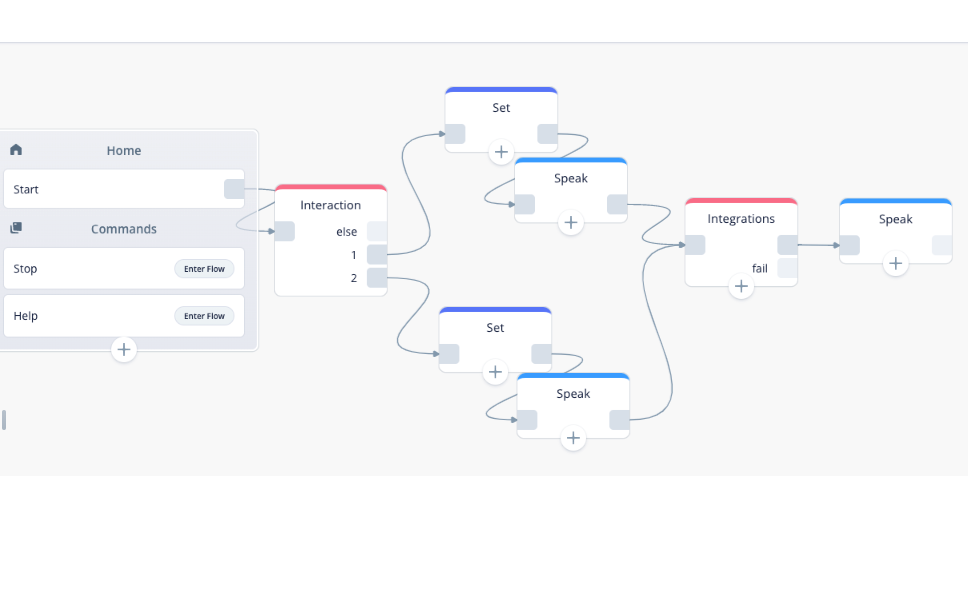 Home
Start
Commands
Stop
Enter Flow
Help
Enter Flow
Interaction
else
1
2
Set
Speak
Set
Speak
Integrations
fail
Speak